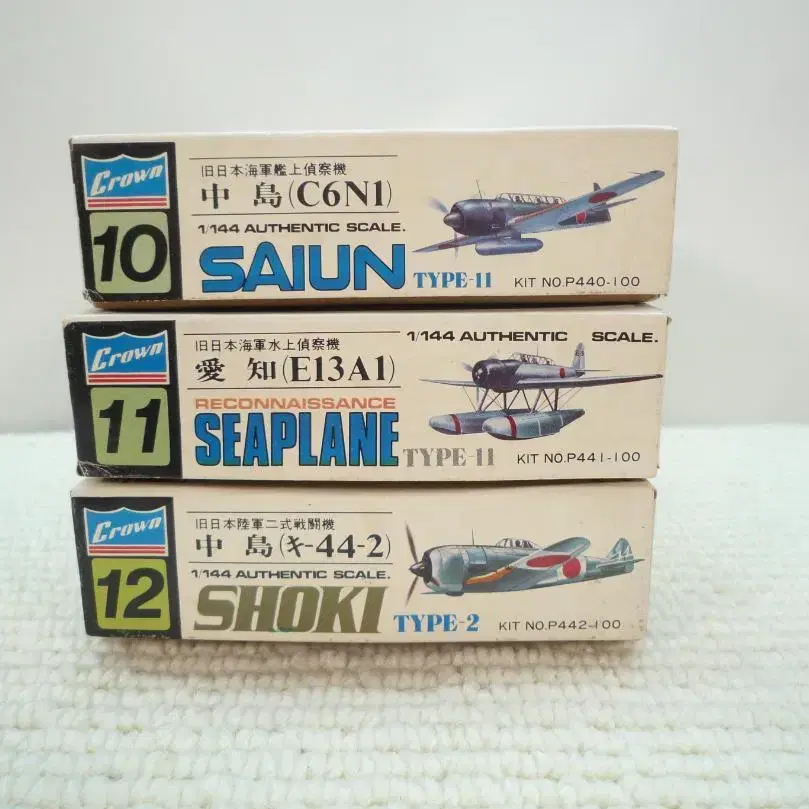 Crown
10
旧日本海軍艦上偵察機
中島(C6N1)
1/144 AUTHENTIC SCALE.
SAIUN TYPE-11 KIT NO.P440-100
Crown
11
旧日本海軍水上偵察機
愛知(E13A1)
1/144 AUTHENTIC SCALE.
RECONNAISSANCE
SEAPLANE TYPE-11 KIT NO.P441-100
Crown
12
旧日本陸軍二式戦闘機
中島(キ-44-2)
1/144 AUTHENTIC SCALE.
SHOKI TYPE-2 KIT NO.P442-100